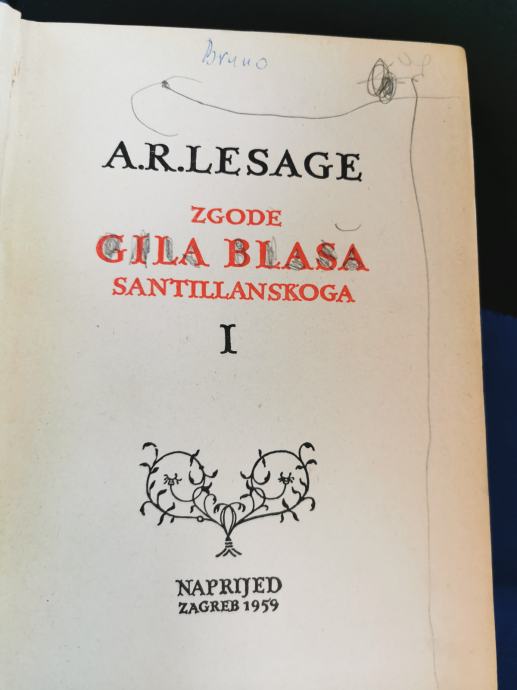 Bruno
A.R.LESAGE
ZGODE
GILA BLASA
SANTILLANSKOGA
I
NAPRIJED
ZAGREB 1959